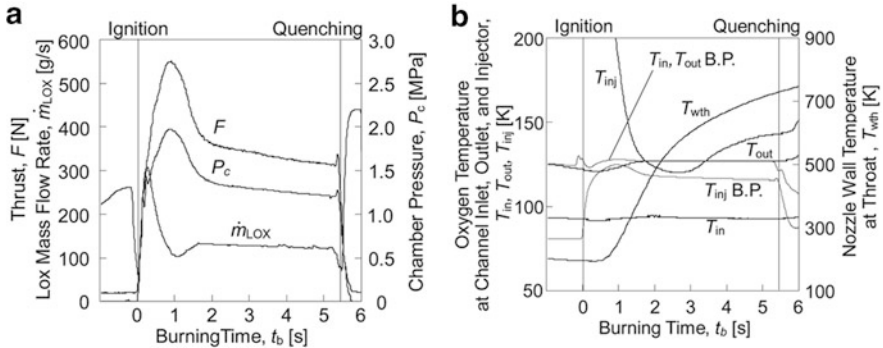 a
Ignition
Quenching
Thrust, F [N]
Lox Mass Flow Rate, ṁLOX [g/s]
600
500
400
300
200
100
0
F
Pc
ṁLOX
3.0
2.5
2.0
1.5
1.0
0.5
0
Chamber Pressure, Pc [MPa]
0 1 2 3 4 5 6
BurningTime, tb [s]
b
Ignition
Quenching
Oxygen Temperature
at Channel Inlet, Outlet, and Injector,
Tin, Tout, Tinj [K]
200
150
100
50
Tinj
Tin, Tout B.P.
Twth
Tout
Tinj B.P.
Tin
900
700
500
300
100
Nozzle Wall Temperature
at Throat , Twth [K]
0 1 2 3 4 5 6
Burning Time, tb [s]